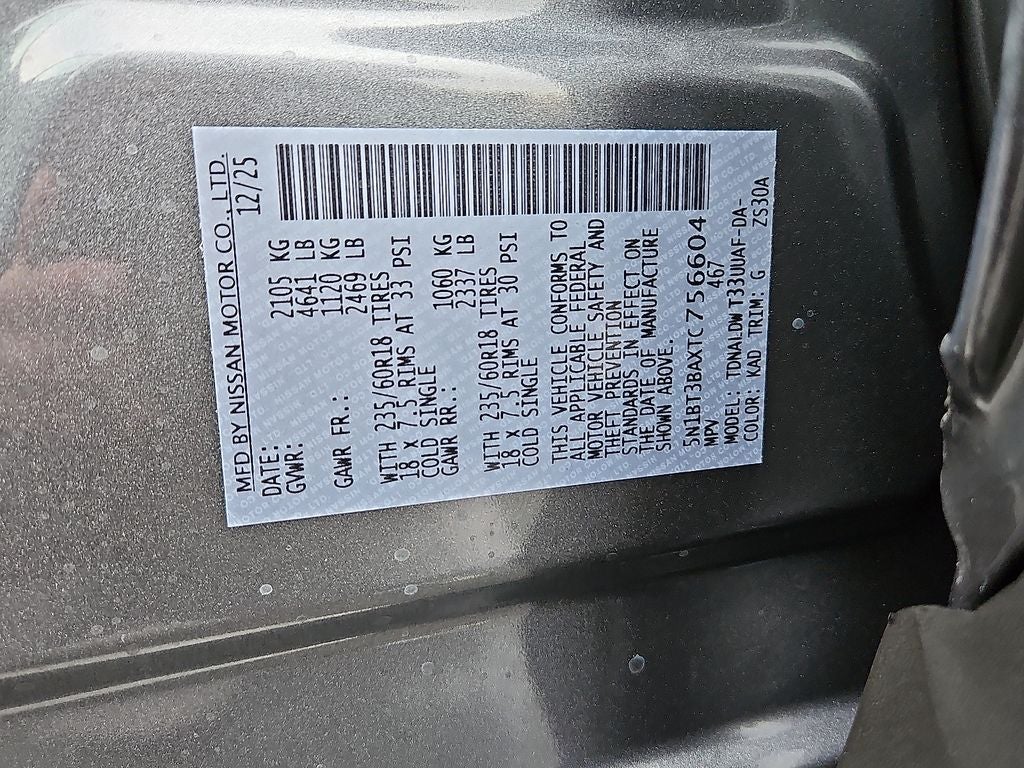 MFD BY NISSAN MOTOR CO., LTD.
DATE: 12/25
GVWR: 2105 KG
4641 LB
GAWR FR.: 1120 KG
2469 LB
WITH 235/60R18 TIRES
18 X 7.5 RIMS AT 33 PSI
COLD SINGLE
GAWR RR.: 1060 KG
2337 LB
WITH 235/60R18 TIRES
18 X 7.5 RIMS AT 30 PSI
COLD SINGLE
THIS VEHICLE CONFORMS TO
ALL APPLICABLE FEDERAL
MOTOR VEHICLE SAFETY AND
THEFT PREVENTION
STANDARDS IN EFFECT ON
THE DATE OF MANUFACTURE
SHOWN ABOVE.
5N1BT3BAXTC756604
MPV 467
MODEL: TDNALDW T33UUAF-DA-
COLOR: KAD TRIM: G ZS30A